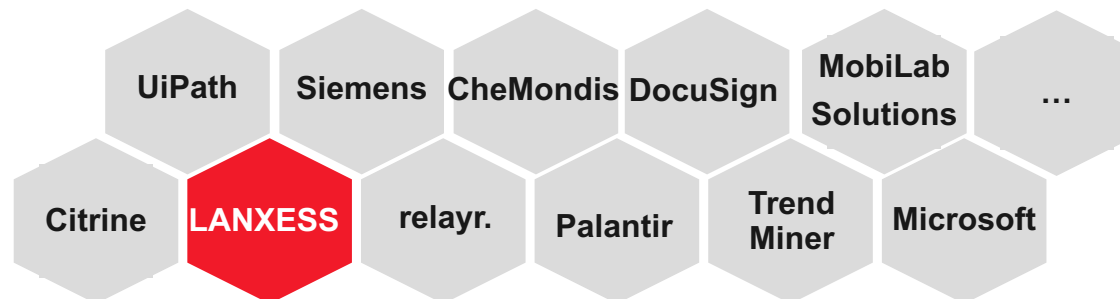 UiPath
Siemens
CheMondis
DocuSign
MobiLab
Solutions
...
Citrine
LANXESS
relayr.
Palantir
Trend
Miner
Microsoft